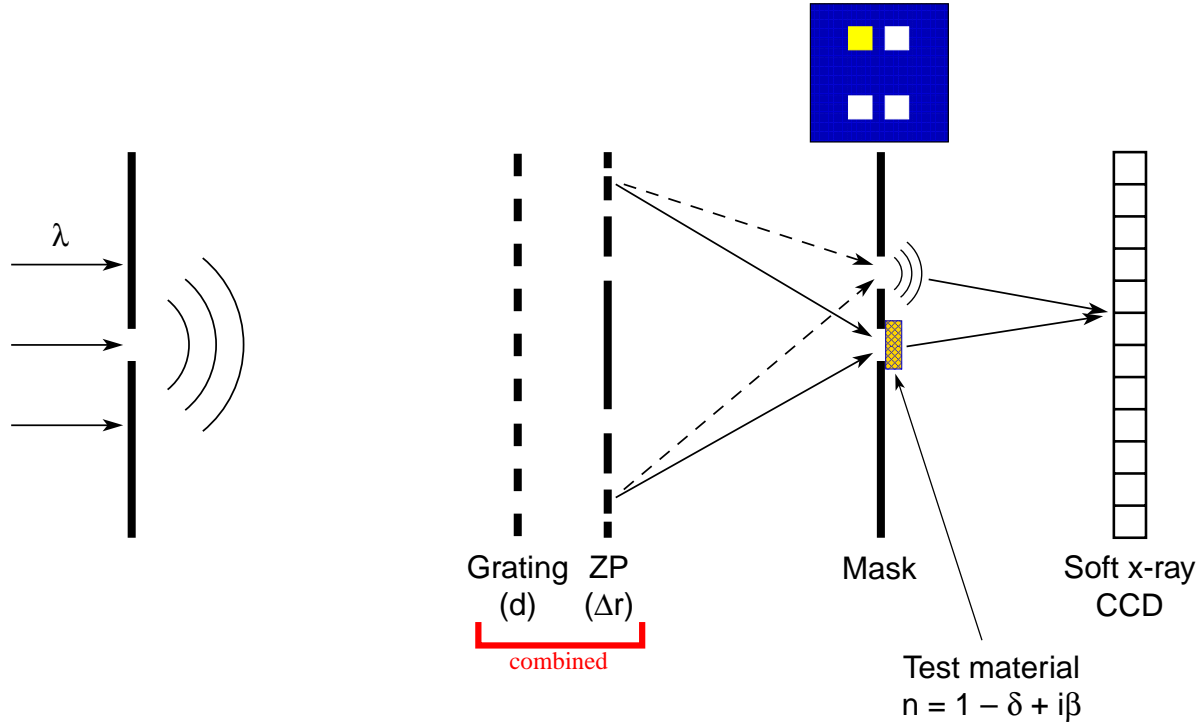 λ
Grating
(d)
ZP
(Δr)
combined
Mask
Soft x-ray
CCD
Test material
n = 1 – δ + iβ